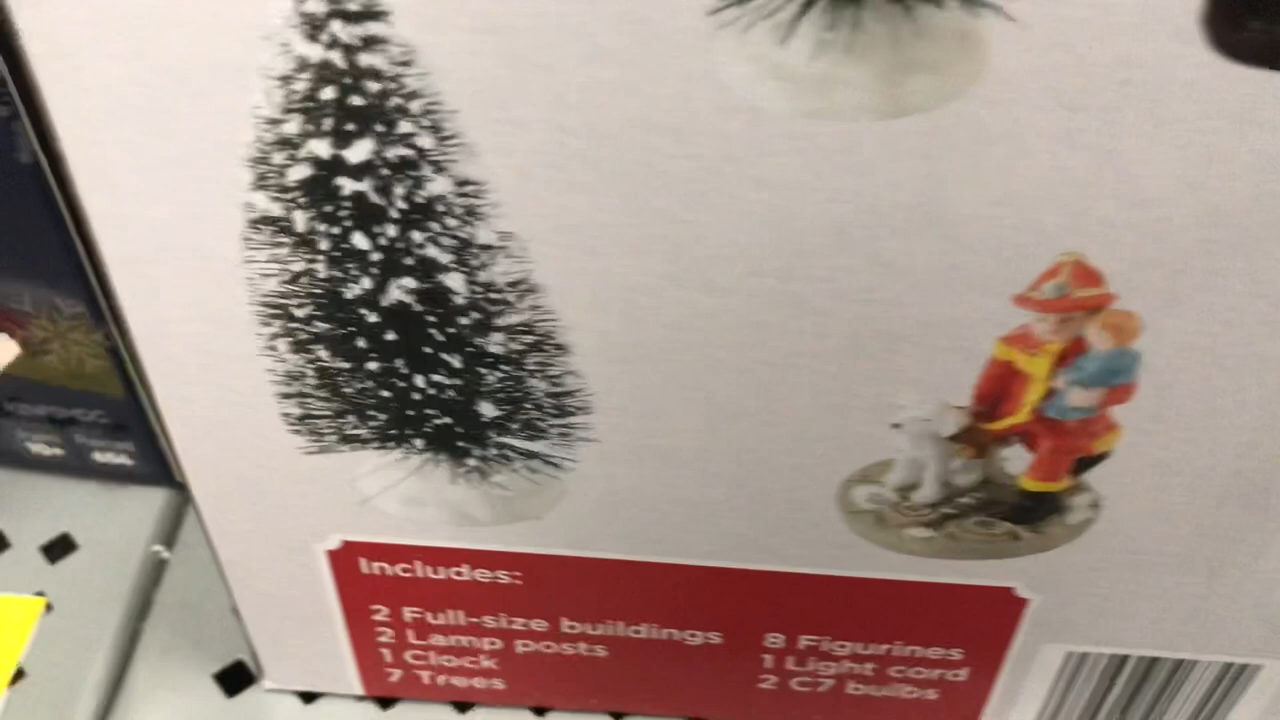 Includes:
2 Full-size buildings
2 Lamp posts
1 Clock
7 Trees
8 Figurines
1 Light cord
2 C7 bulbs